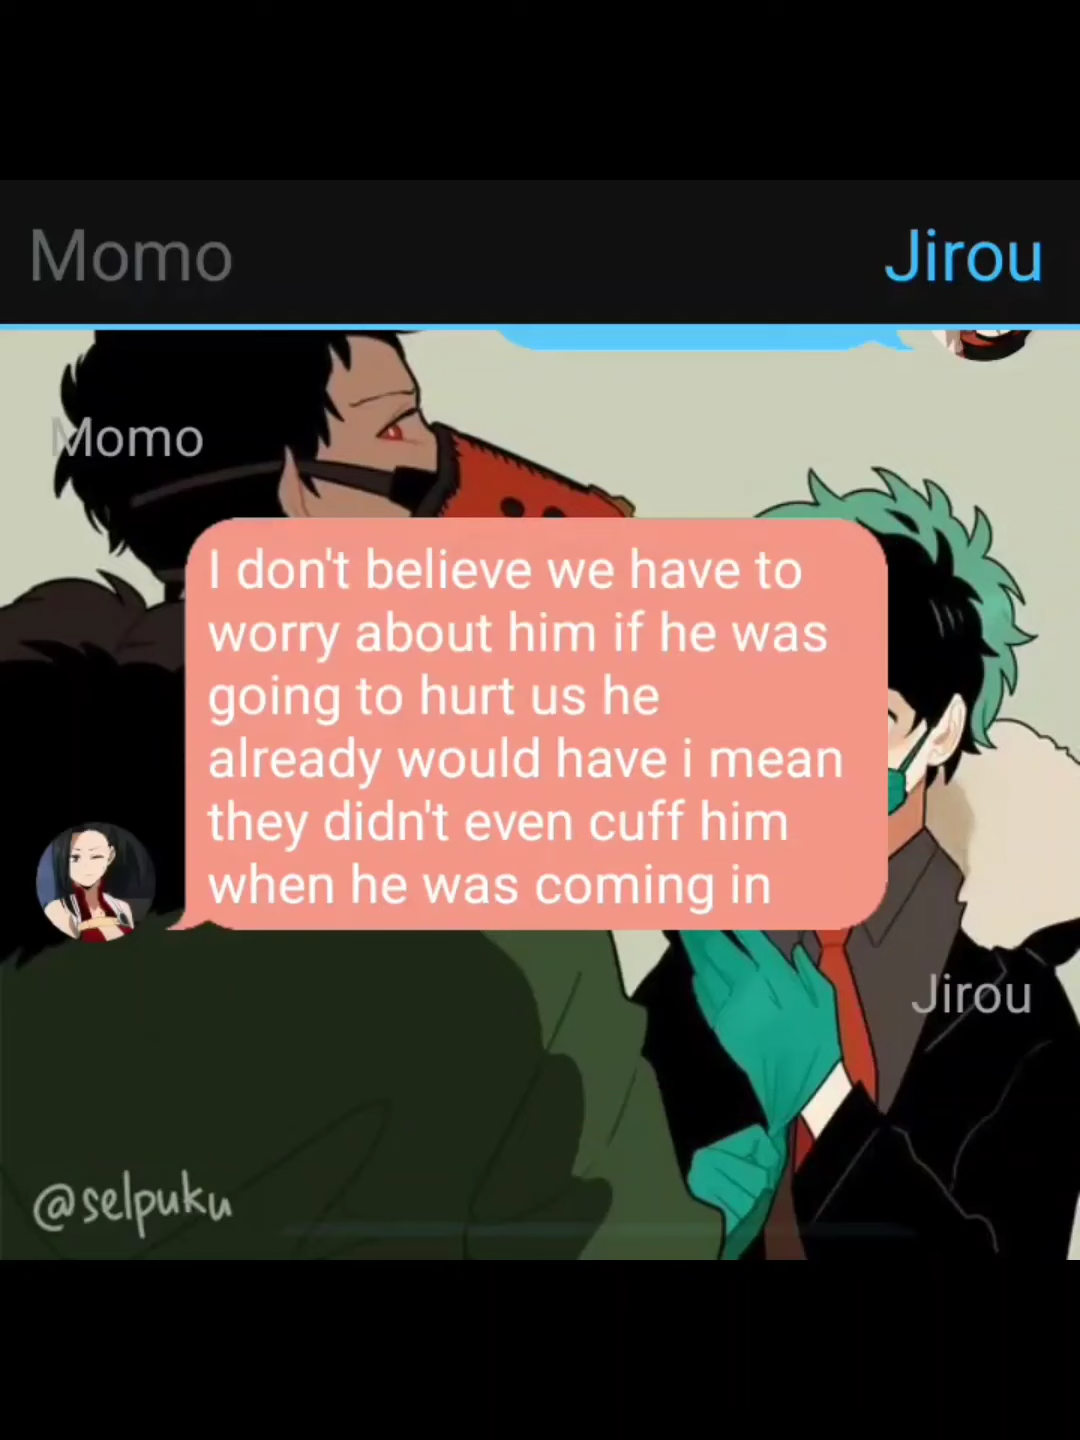 Momo
Jirou
Momo
I don't believe we have to
worry about him if he was
going to hurt us he
already would have i mean
they didn't even cuff him
when he was coming in
Jirou
@selpuku